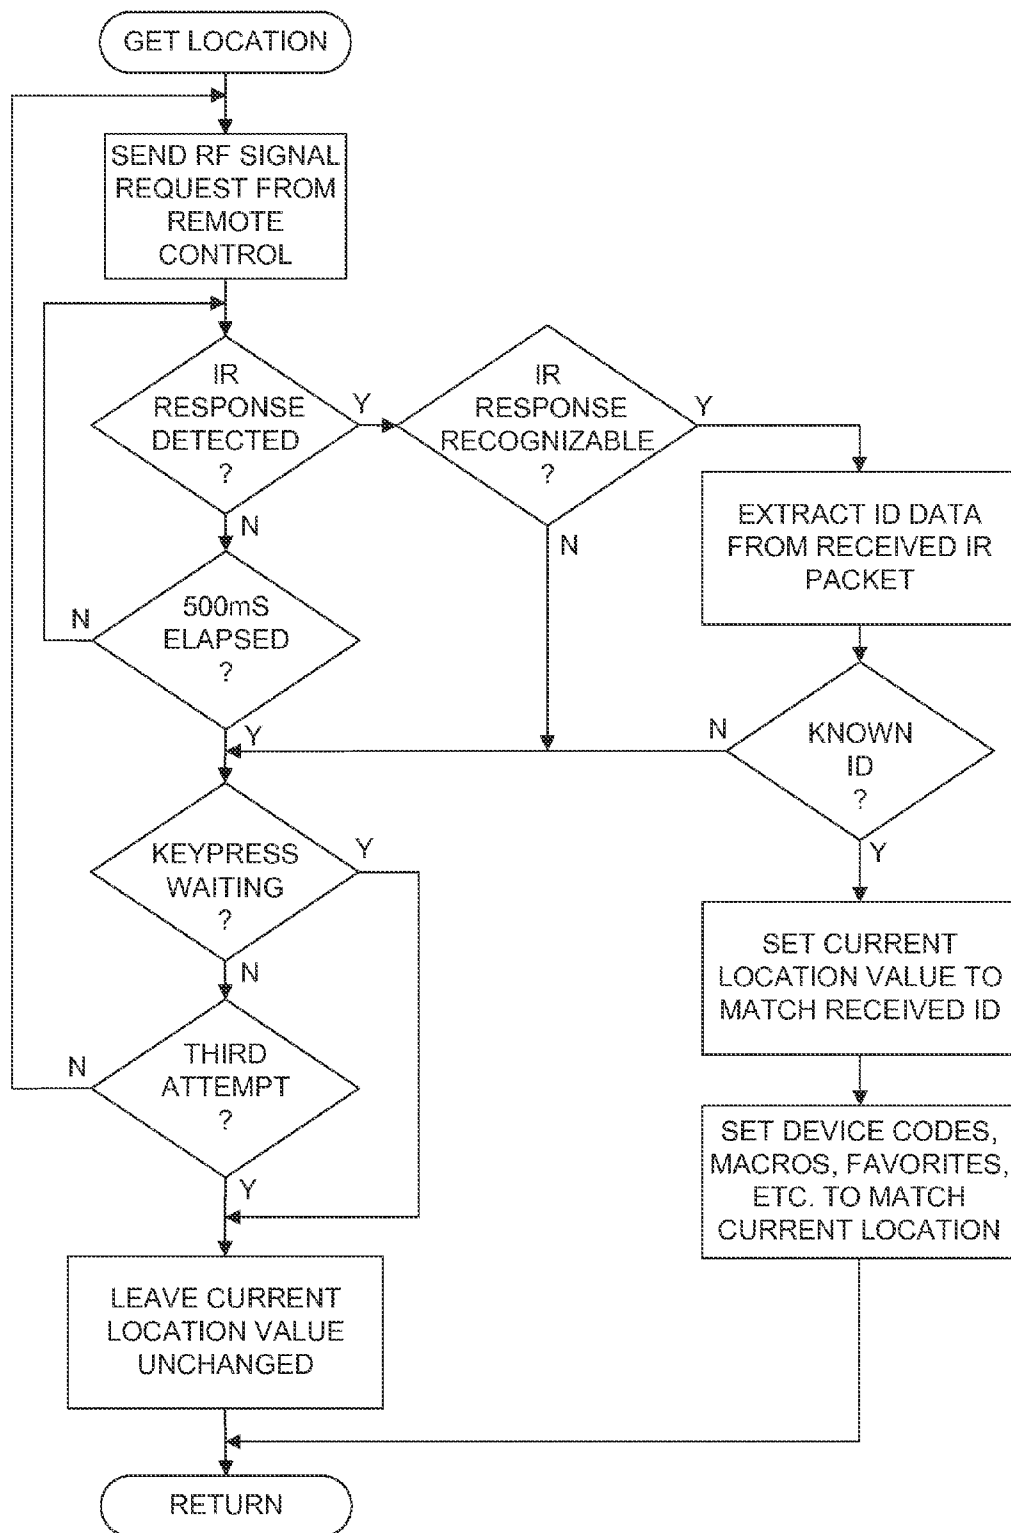 GET LOCATION
SEND RF SIGNAL
REQUEST FROM
REMOTE
CONTROL
IR
RESPONSE
DETECTED
?
Y
N
IR
RESPONSE
RECOGNIZABLE
?
Y
N
EXTRACT ID DATA
FROM RECEIVED IR
PACKET
500mS
ELAPSED
?
N
Y
KNOWN
ID
?
N
Y
KEYPRESS
WAITING
?
Y
N
SET CURRENT
LOCATION VALUE TO
MATCH RECEIVED ID
THIRD
ATTEMPT
?
N
Y
SET DEVICE CODES,
MACROS, FAVORITES,
ETC. TO MATCH
CURRENT LOCATION
LEAVE CURRENT
LOCATION VALUE
UNCHANGED
RETURN